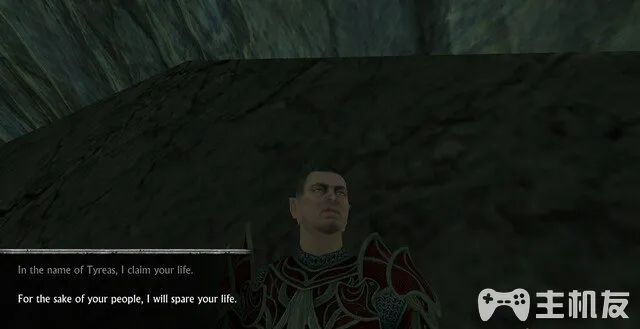 In the name of Tyreas, I claim your life.
For the sake of your people, I will spare your life.
主机友